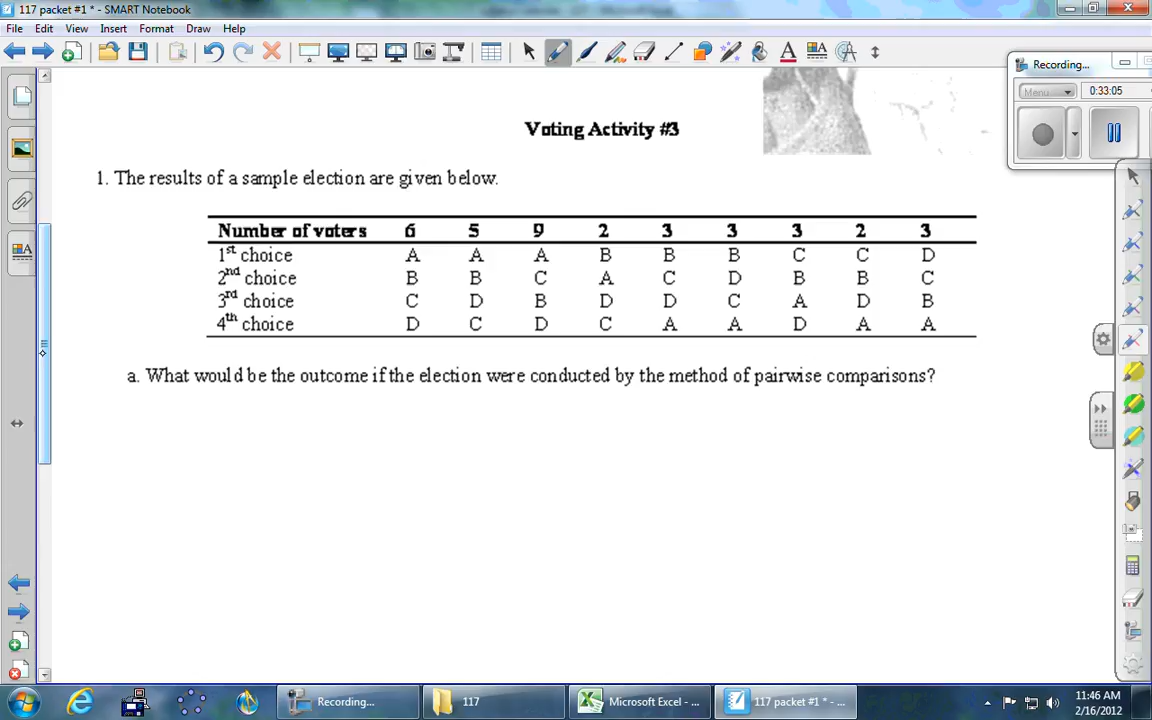 117 packet #1 * - SMART Notebook
File Edit View Insert Format Draw Help
Recording...
Menu 0:33:05
Voting Activity #3
1. The results of a sample election are given below.
Number of voters 6 5 9 2 3 3 3 2 3
1st choice A A A B B B C C D
2nd choice B B C A C D B B C
3rd choice C D B D D C A D B
4th choice D C D C A A D A A
a. What would be the outcome if the election were conducted by the method of pairwise comparisons?
Recording...
117
Microsoft Excel - ...
117 packet #1 * - ...
11:46 AM
2/16/2012